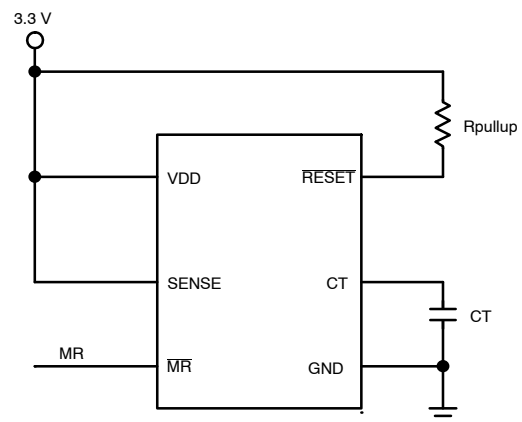 3.3 V
Rpullup
VDD
RESET
SENSE
CT
CT
MR
MR
GND